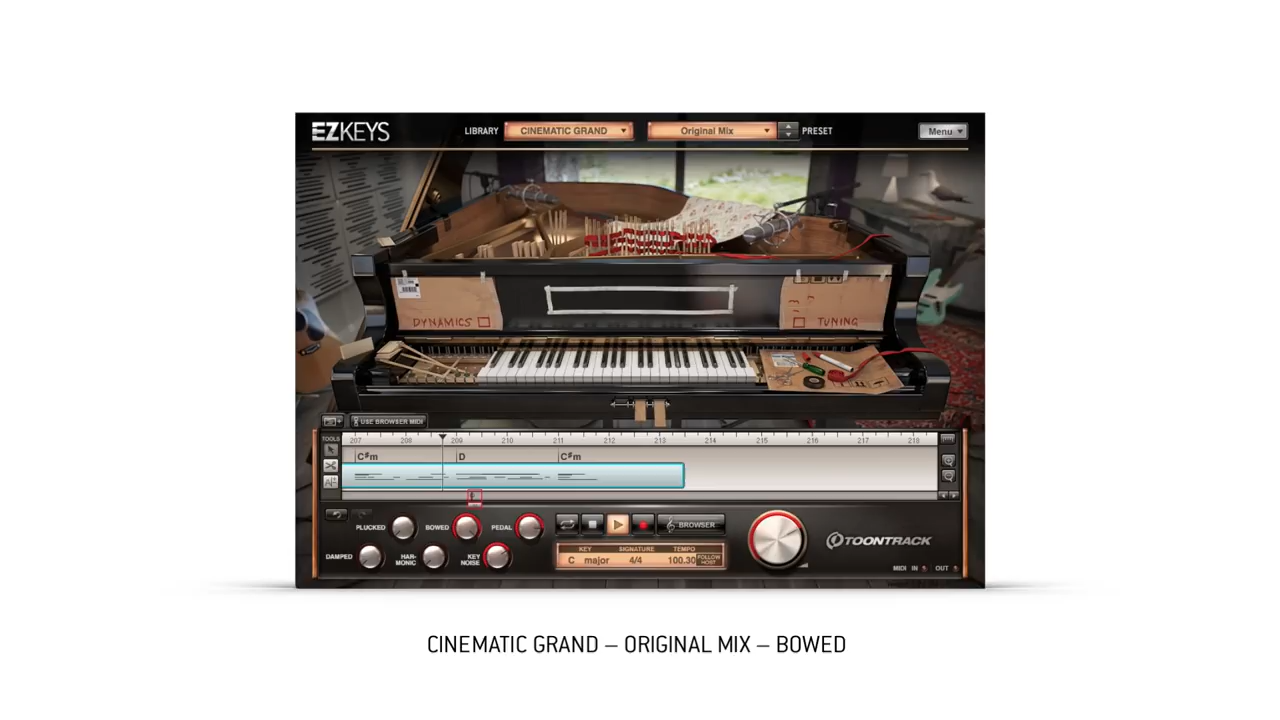 EZKEYS
LIBRARY CINEMATIC GRAND Original Mix PRESET Menu
DYNAMICS TUNING
USE BROWSER MIDI
TOOLS
207 208 209 210 211 212 213 214 215 216 217 218 219
C#m D C#m
PLUCKED BOWED PEDAL
DAMPED HAR-MONIC KEY NOISE
BROWSER
KEY SIGNATURE TEMPO
C major 4/4 100.30 FOLLOW HOST
TOONTRACK
MIDI IN OUT
CINEMATIC GRAND – ORIGINAL MIX – BOWED